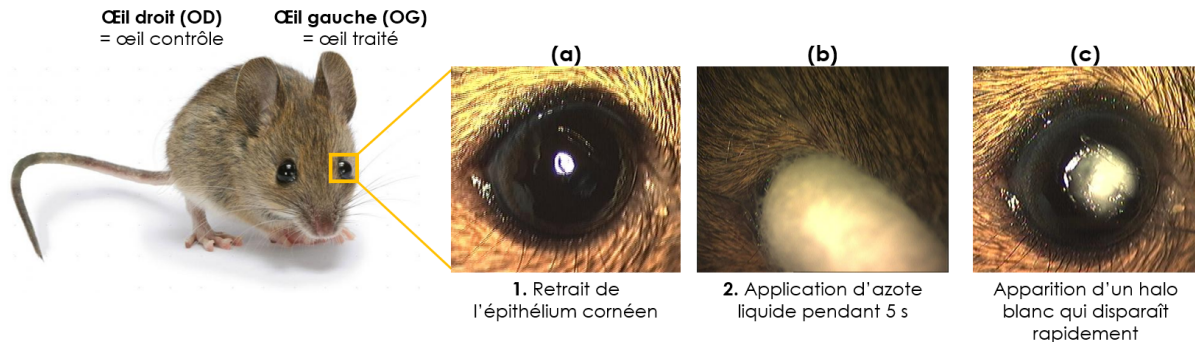 Œil droit (OD)
= œil contrôle
Œil gauche (OG)
= œil traité
(a)
(b)
(c)
1. Retrait de
l'épithélium cornéen
2. Application d'azote
liquide pendant 5 s
Apparition d'un halo
blanc qui disparaît
rapidement